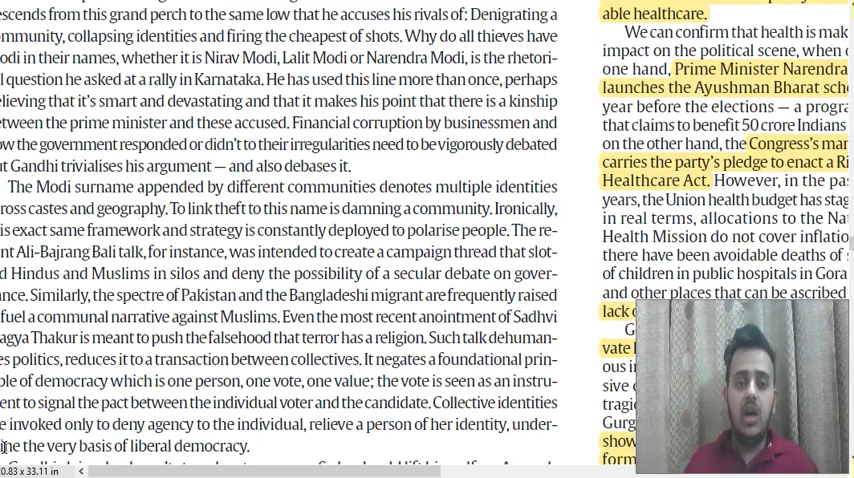 escends from this grand perch to the same low that he accuses his rivals of: Denigrating a
ommunity, collapsing identities and firing the cheapest of shots. Why do all thieves have
odi in their names, whether it is Nirav Modi, Lalit Modi or Narendra Modi, is the rhetori-
l question he asked at a rally in Karnataka. He has used this line more than once, perhaps
elieving that it's smart and devastating and that it makes his point that there is a kinship
etween the prime minister and these accused. Financial corruption by businessmen and
ow the government responded or didn't to their irregularities need to be vigorously debated
ut Gandhi trivialises his argument — and also debases it.
The Modi surname appended by different communities denotes multiple identities
ross castes and geography. To link theft to this name is damning a community. Ironically,
is exact same framework and strategy is constantly deployed to polarise people. The re-
nt Ali-Bajrang Bali talk, for instance, was intended to create a campaign thread that slot-
d Hindus and Muslims in silos and deny the possibility of a secular debate on gover-
ance. Similarly, the spectre of Pakistan and the Bangladeshi migrant are frequently raised
fuel a communal narrative against Muslims. Even the most recent anointment of Sadhvi
agya Thakur is meant to push the falsehood that terror has a religion. Such talk dehuman-
es politics, reduces it to a transaction between collectives. It negates a foundational prin-
ple of democracy which is one person, one vote, one value; the vote is seen as an instru-
ent to signal the pact between the individual voter and the candidate. Collective identities
e invoked only to deny agency to the individual, relieve a person of her identity, under-
ne the very basis of liberal democracy.
0.83 x 33.11 in
able healthcare.
We can confirm that health is mak
impact on the political scene, when o
one hand, Prime Minister Narendra
launches the Ayushman Bharat sch
year before the elections — a progra
that claims to benefit 50 crore Indians
on the other hand, the Congress's man
carries the party's pledge to enact a Ri
Healthcare Act. However, in the pas
years, the Union health budget has stag
in real terms, allocations to the Nat
Health Mission do not cover inflatio
there have been avoidable deaths of s
of children in public hospitals in Gora
and other places that can be ascribed
lack o
G
vate h
ous i
sive o
tragi
Gurg
show
form